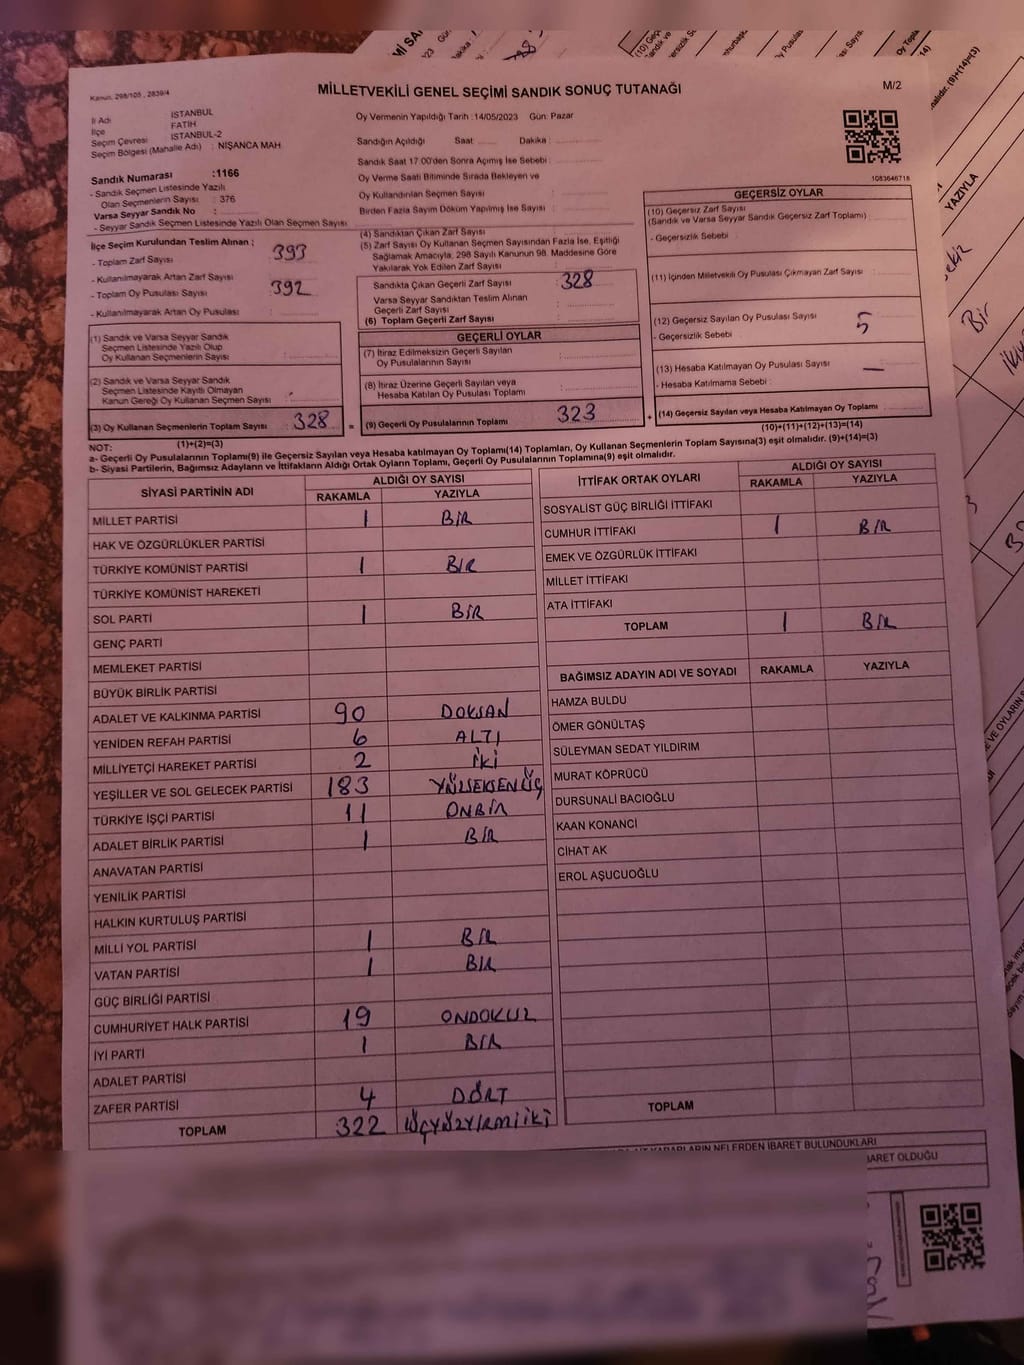 Kanun, 298/105, 2839/4
MİLLETVEKİLİ GENEL SEÇİMİ SANDIK SONUÇ TUTANAĞI
M/2
İl Adı İSTANBUL
İlçe FATİH
Seçim Çevresi İSTANBUL-2
Seçim Bölgesi (Mahalle Adı) : NİŞANCA MAH
Sandık Numarası :1166
- Sandık Seçmen Listesinde Yazılı
Olan Seçmenlerin Sayısı : 376
Varsa Seyyar Sandık No :
- Seyyar Sandık Seçmen Listesinde Yazılı Olan Seçmen Sayısı
İlçe Seçim Kurulundan Teslim Alınan ;
- Toplam Zarf Sayısı : 393
- Kullanılmayarak Artan Zarf Sayısı
- Toplam Oy Pusulası Sayısı : 392
- Kullanılmayarak Artan Oy Pusulası :
(1) Sandık ve Varsa Seyyar Sandık
Seçmen Listesinde Yazılı Olup
Oy Kullanan Seçmenlerin Sayısı :
(2) Sandık ve Varsa Seyyar Sandık
Seçmen Listesinde Kayıtlı Olmayan
Kanun Gereği Oy Kullanan Seçmen Sayısı :
(3) Oy Kullanan Seçmenlerin Toplam Sayısı : 328 =
(1)+(2)=(3)
Oy Vermenin Yapıldığı Tarih :14/05/2023 Gün: Pazar
Sandığın Açıldığı Saat Dakika :
Sandık Saat 17.00'den Sonra Açılmış İse Sebebi :
Oy Verme Saati Bitiminde Sırada Bekleyen ve
Oy Kullandırılan Seçmen Sayısı :
Birden Fazla Sayım Döküm Yapılmış İse Sayısı :
(4) Sandıktan Çıkan Zarf Sayısı :
(5) Zarf Sayısı Oy Kullanan Seçmen Sayısından Fazla İse, Eşitliği
Sağlamak Amacıyla, 298 Sayılı Kanunun 98. Maddesine Göre
Yakılarak Yok Edilen Zarf Sayısı :
Sandıkta Çıkan Geçerli Zarf Sayısı : 328
Varsa Seyyar Sandıktan Teslim Alınan
Geçerli Zarf Sayısı :
(6) Toplam Geçerli Zarf Sayısı :
GEÇERLİ OYLAR
(7) İtiraz Edilmeksizin Geçerli Sayılan
Oy Pusulalarının Sayısı :
(8) İtiraz Üzerine Geçerli Sayılan veya
Hesaba Katılan Oy Pusulası Toplamı :
(9) Geçerli Oy Pusulalarının Toplamı : 323 +
1083646718
GEÇERSİZ OYLAR
(10) Geçersiz Zarf Sayısı
(Sandık ve Varsa Seyyar Sandık Geçersiz Zarf Toplamı) :
- Geçersizlik Sebebi :
(11) İçinden Milletvekili Oy Pusulası Çıkmayan Zarf Sayısı :
(12) Geçersiz Sayılan Oy Pusulası Sayısı : 5
- Geçersizlik Sebebi :
(13) Hesaba Katılmayan Oy Pusulası Sayısı : —
- Hesaba Katılmama Sebebi :
(14) Geçersiz Sayılan veya Hesaba Katılmayan Oy Toplamı :
(10)+(11)+(12)+(13)=(14)
NOT:
a- Geçerli Oy Pusulalarının Toplamı(9) ile Geçersiz Sayılan veya Hesaba katılmayan Oy Toplamı(14) Toplamları, Oy Kullanan Seçmenlerin Toplam Sayısına(3) eşit olmalıdır. (9)+(14)=(3)
b- Siyasi Partilerin, Bağımsız Adayların ve İttifakların Aldığı Ortak Oyların Toplamı, Geçerli Oy Pusulalarının Toplamına(9) eşit olmalıdır.
SİYASİ PARTİNİN ADI ALDIĞI OY SAYISI
RAKAMLA YAZIYLA
MİLLET PARTİSİ 1 BİR
HAK VE ÖZGÜRLÜKLER PARTİSİ
TÜRKİYE KOMÜNİST PARTİSİ 1 BİR
TÜRKİYE KOMÜNİST HAREKETİ
SOL PARTİ 1 BİR
GENÇ PARTİ
MEMLEKET PARTİSİ
BÜYÜK BİRLİK PARTİSİ
ADALET VE KALKINMA PARTİSİ 90 DOKSAN
YENİDEN REFAH PARTİSİ 6 ALTI
MİLLİYETÇİ HAREKET PARTİSİ 2 İKİ
YEŞİLLER VE SOL GELECEK PARTİSİ 183 YÜZSEKSENÜÇ
TÜRKİYE İŞÇİ PARTİSİ 11 ONBİR
ADALET BİRLİK PARTİSİ 1 BİR
ANAVATAN PARTİSİ
YENİLİK PARTİSİ
HALKIN KURTULUŞ PARTİSİ
MİLLİ YOL PARTİSİ 1 BİR
VATAN PARTİSİ 1 BİR
GÜÇ BİRLİĞİ PARTİSİ
CUMHURİYET HALK PARTİSİ 19 ONDOKUZ
İYİ PARTİ 1 BİR
ADALET PARTİSİ
ZAFER PARTİSİ 4 DÖRT
TOPLAM 322 ÜÇYÜZYİRMİİKİ
İTTİFAK ORTAK OYLARI ALDIĞI OY SAYISI
RAKAMLA YAZIYLA
SOSYALİST GÜÇ BİRLİĞİ İTTİFAKI
CUMHUR İTTİFAKI 1 BİR
EMEK VE ÖZGÜRLÜK İTTİFAKI
MİLLET İTTİFAKI
ATA İTTİFAKI
TOPLAM 1 BİR
BAĞIMSIZ ADAYIN ADI VE SOYADI RAKAMLA YAZIYLA
HAMZA BULDU
ÖMER GÖNÜLTAŞ
SÜLEYMAN SEDAT YILDIRIM
MURAT KÖPRÜCÜ
DURSUNALİ BACIOĞLU
KAAN KONANCİ
CİHAT AK
EROL AŞUCUOĞLU
TOPLAM
KARARLARIN NELERDEN İBARET BULUNDUKLARI
İBARET OLDUĞU
YAZIYLA
Bir